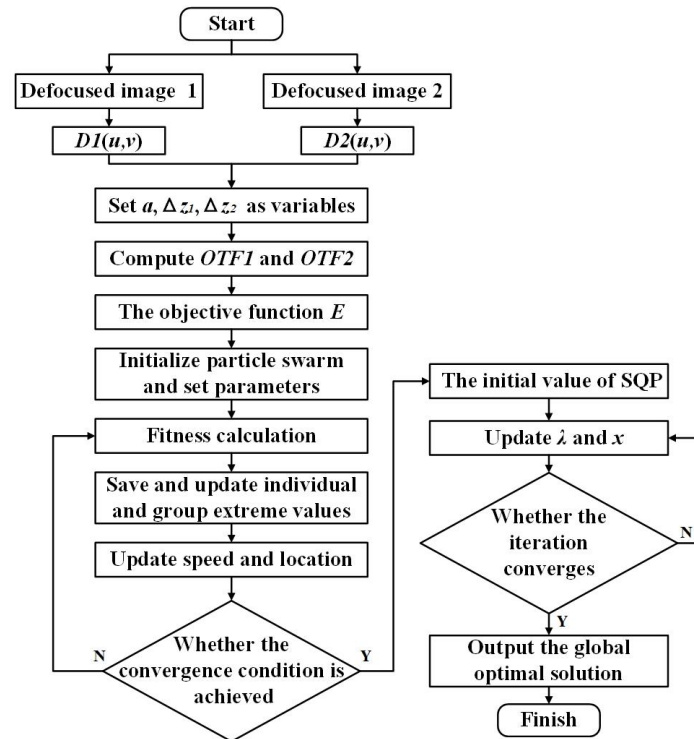 Start
Defocused image 1
Defocused image 2
D1(u,v)
D2(u,v)
Set a, Δz₁, Δz₂ as variables
Compute OTF1 and OTF2
The objective function E
Initialize particle swarm
and set parameters
Fitness calculation
Save and update individual
and group extreme values
Update speed and location
N
Whether the
convergence condition is
achieved
Y
The initial value of SQP
Update λ and x
Whether the
iteration
converges
N
Y
Output the global
optimal solution
Finish